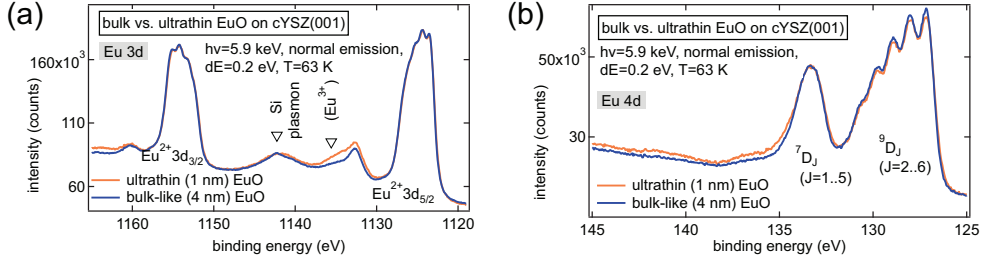 (a)
bulk vs. ultrathin EuO on cYSZ(001)
Eu 3d
hν=5.9 keV, normal emission,
dE=0.2 eV, T=63 K
Si
plasmon
(Eu³⁺)
160x10³
110
60
intensity (counts)
Eu²⁺3d3/2
Eu²⁺3d5/2
ultrathin (1 nm) EuO
bulk-like (4 nm) EuO
1160
1150
1140
1130
1120
binding energy (eV)
(b)
bulk vs. ultrathin EuO on cYSZ(001)
hν=5.9 keV, normal emission,
dE=0.2 eV, T=63 K
Eu 4d
50x10³
30
intensity (counts)
⁷DJ
(J=1..5)
⁹DJ
(J=2..6)
ultrathin (1 nm) EuO
bulk-like (4 nm) EuO
145
140
135
130
125
binding energy (eV)